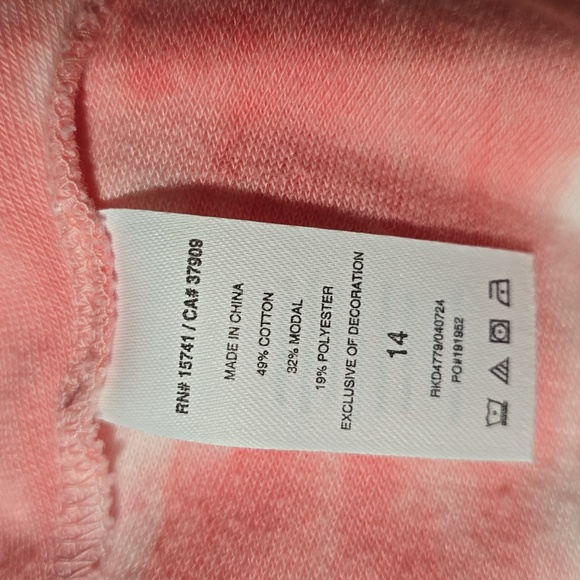 RN# 15741 / CA# 37909
MADE IN CHINA
49% COTTON
32% MODAL
19% POLYESTER
EXCLUSIVE OF DECORATION
14
RKD4779/040724
PO#191952